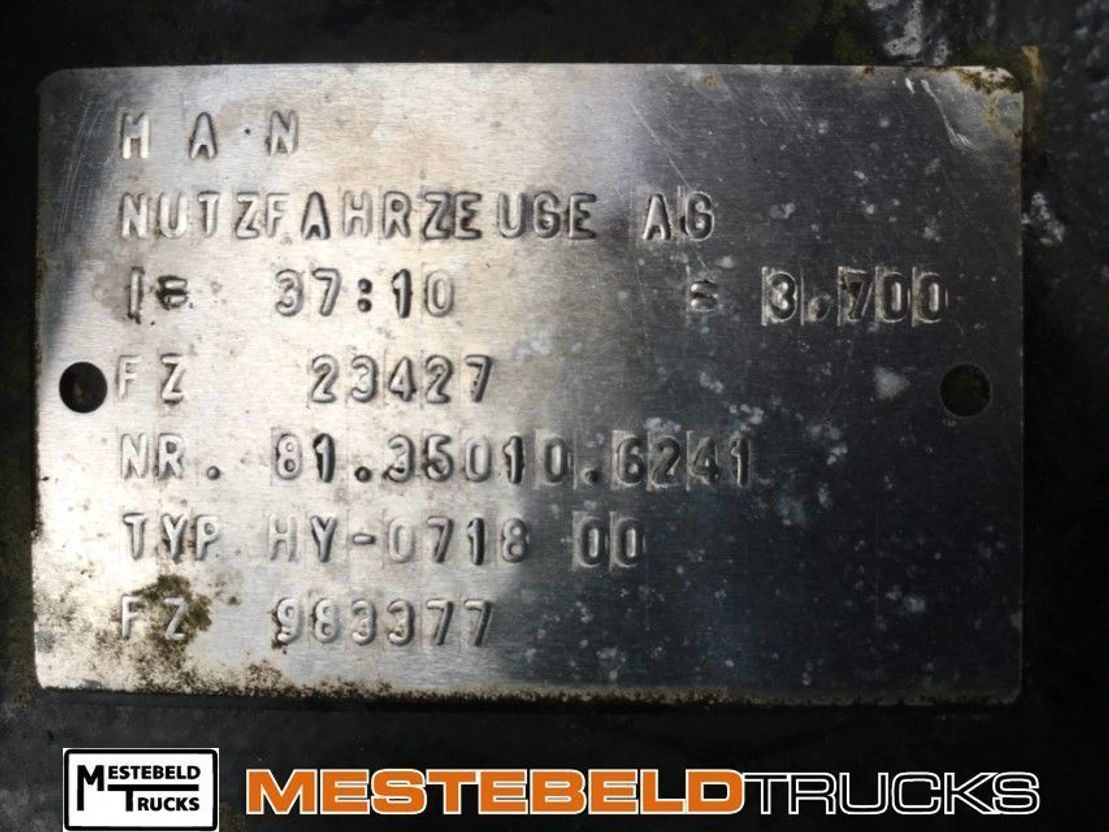 M A N
NUTZFAHRZEUGE AG
I= 37:10 = 3.700
FZ 23427
NR. 81.35010.6241
TYP HY-0718 00
FZ 983377
MESTEBELD
TRUCKS
MESTEBELDTRUCKS